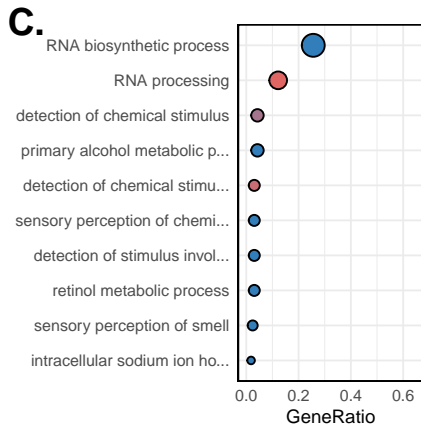 C.
RNA biosynthetic process
RNA processing
detection of chemical stimulus
primary alcohol metabolic p...
detection of chemical stimu...
sensory perception of chemi...
detection of stimulus invol...
retinol metabolic process
sensory perception of smell
intracellular sodium ion ho...
0.0 0.2 0.4 0.6
GeneRatio